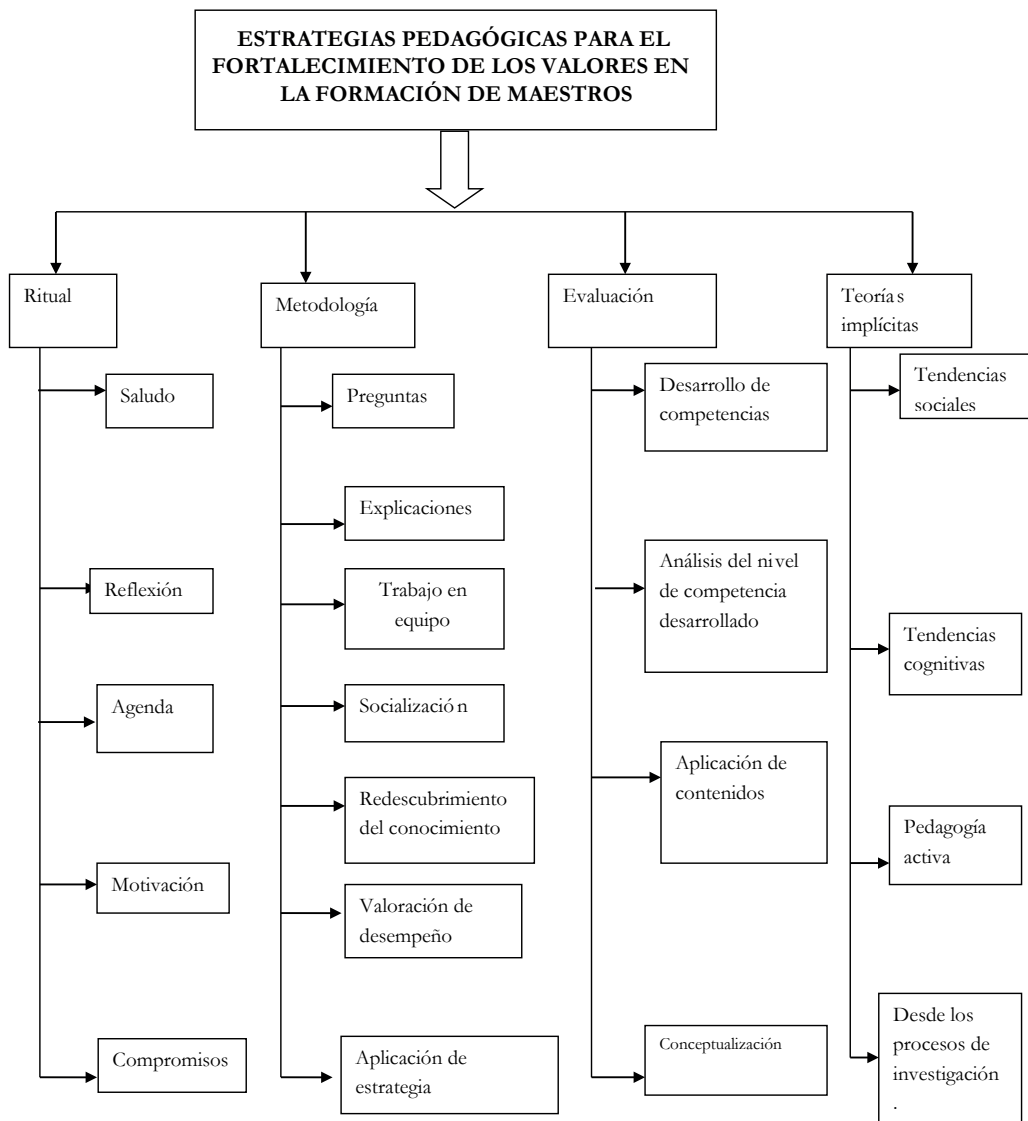 ESTRATEGIAS PEDAGÓGICAS PARA EL
FORTALECIMIENTO DE LOS VALORES EN
LA FORMACIÓN DE MAESTROS
Ritual
Saludo
Reflexión
Agenda
Motivación
Compromisos
Metodología
Preguntas
Explicaciones
Trabajo en
equipo
Socialización
Redescubrimiento
del conocimiento
Valoración de
desempeño
Aplicación de
estrategia
Evaluación
Desarrollo de
competencias
Análisis del nivel
de competencia
desarrollado
Aplicación de
contenidos
Conceptualización
Teorías
implícitas
Tendencias
sociales
Tendencias
cognitivas
Pedagogía
activa
Desde los
procesos de
investigación
.